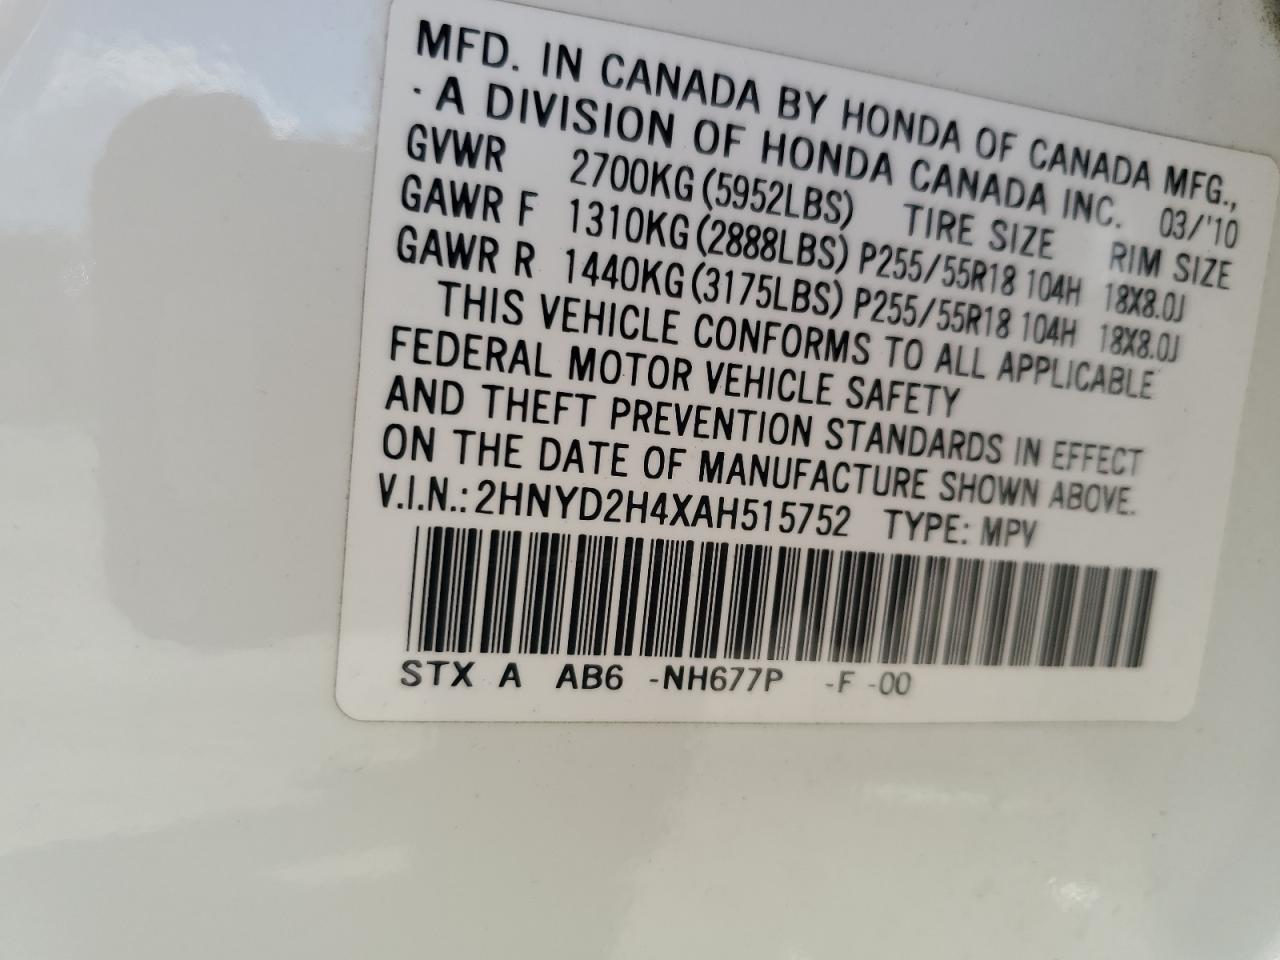 MFD. IN CANADA BY HONDA OF CANADA MFG.,
· A DIVISION OF HONDA CANADA INC. 03/'10
GVWR 2700KG (5952LBS) TIRE SIZE RIM SIZE
GAWR F 1310KG (2888LBS) P255/55R18 104H 18X8.0J
GAWR R 1440KG (3175LBS) P255/55R18 104H 18X8.0J
THIS VEHICLE CONFORMS TO ALL APPLICABLE
FEDERAL MOTOR VEHICLE SAFETY
AND THEFT PREVENTION STANDARDS IN EFFECT
ON THE DATE OF MANUFACTURE SHOWN ABOVE.
V.I.N.: 2HNYD2H4XAH515752 TYPE: MPV
STX A AB6 -NH677P -F -00